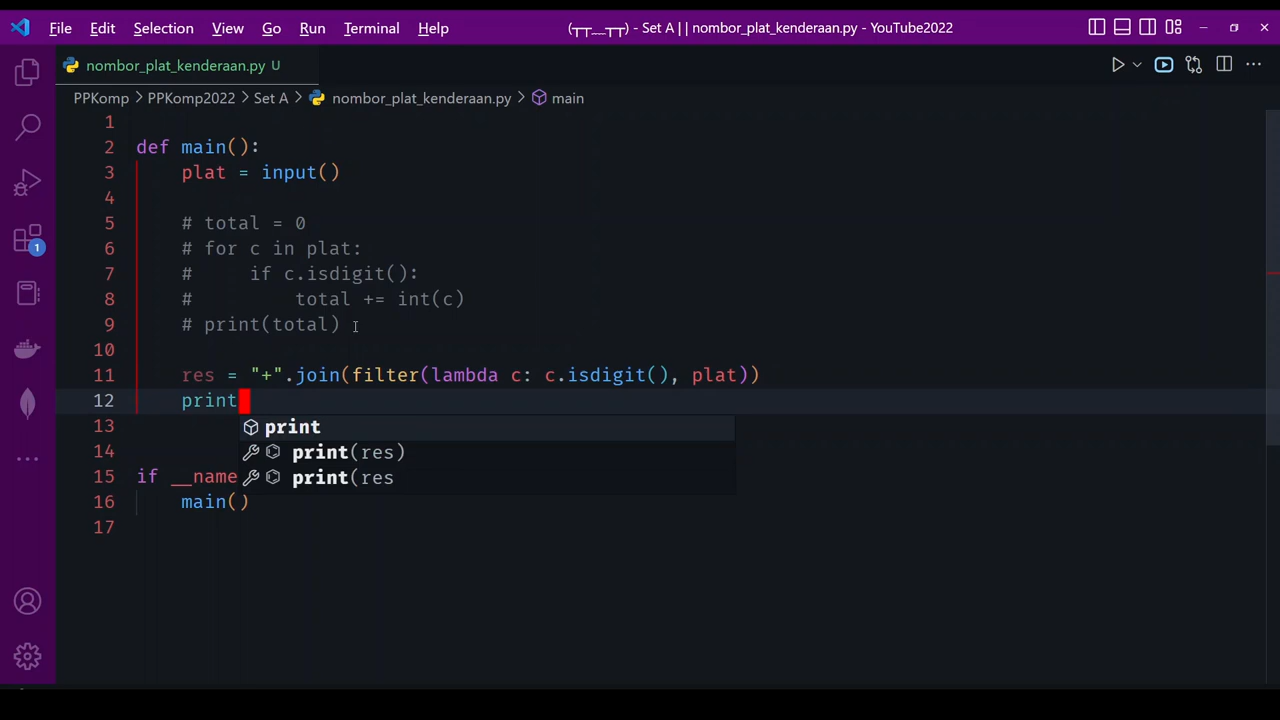 File Edit Selection View Go Run Terminal Help (┬┬﹏┬┬) - Set A || nombor_plat_kenderaan.py - YouTube2022
nombor_plat_kenderaan.py U
PPKomp > PPKomp2022 > Set A > nombor_plat_kenderaan.py > main
1
2 def main():
3 plat = input()
4
5 # total = 0
6 # for c in plat:
7 # if c.isdigit():
8 # total += int(c)
9 # print(total)
10
11 res = "+".join(filter(lambda c: c.isdigit(), plat))
12 print
13 print
14 print(res)
print(res
15 if __name
16 main()
17
1